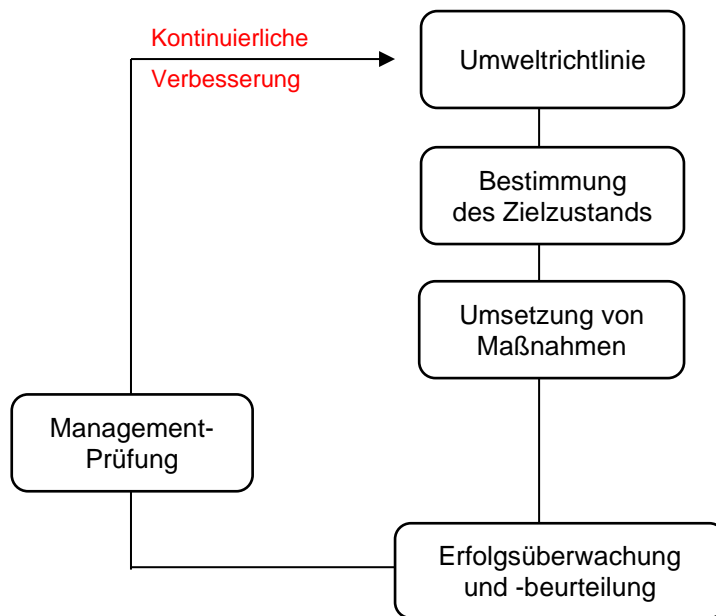 Kontinuierliche
Verbesserung
Umweltrichtlinie
Bestimmung
des Zielzustands
Umsetzung von
Maßnahmen
Management-
Prüfung
Erfolgsüberwachung
und -beurteilung